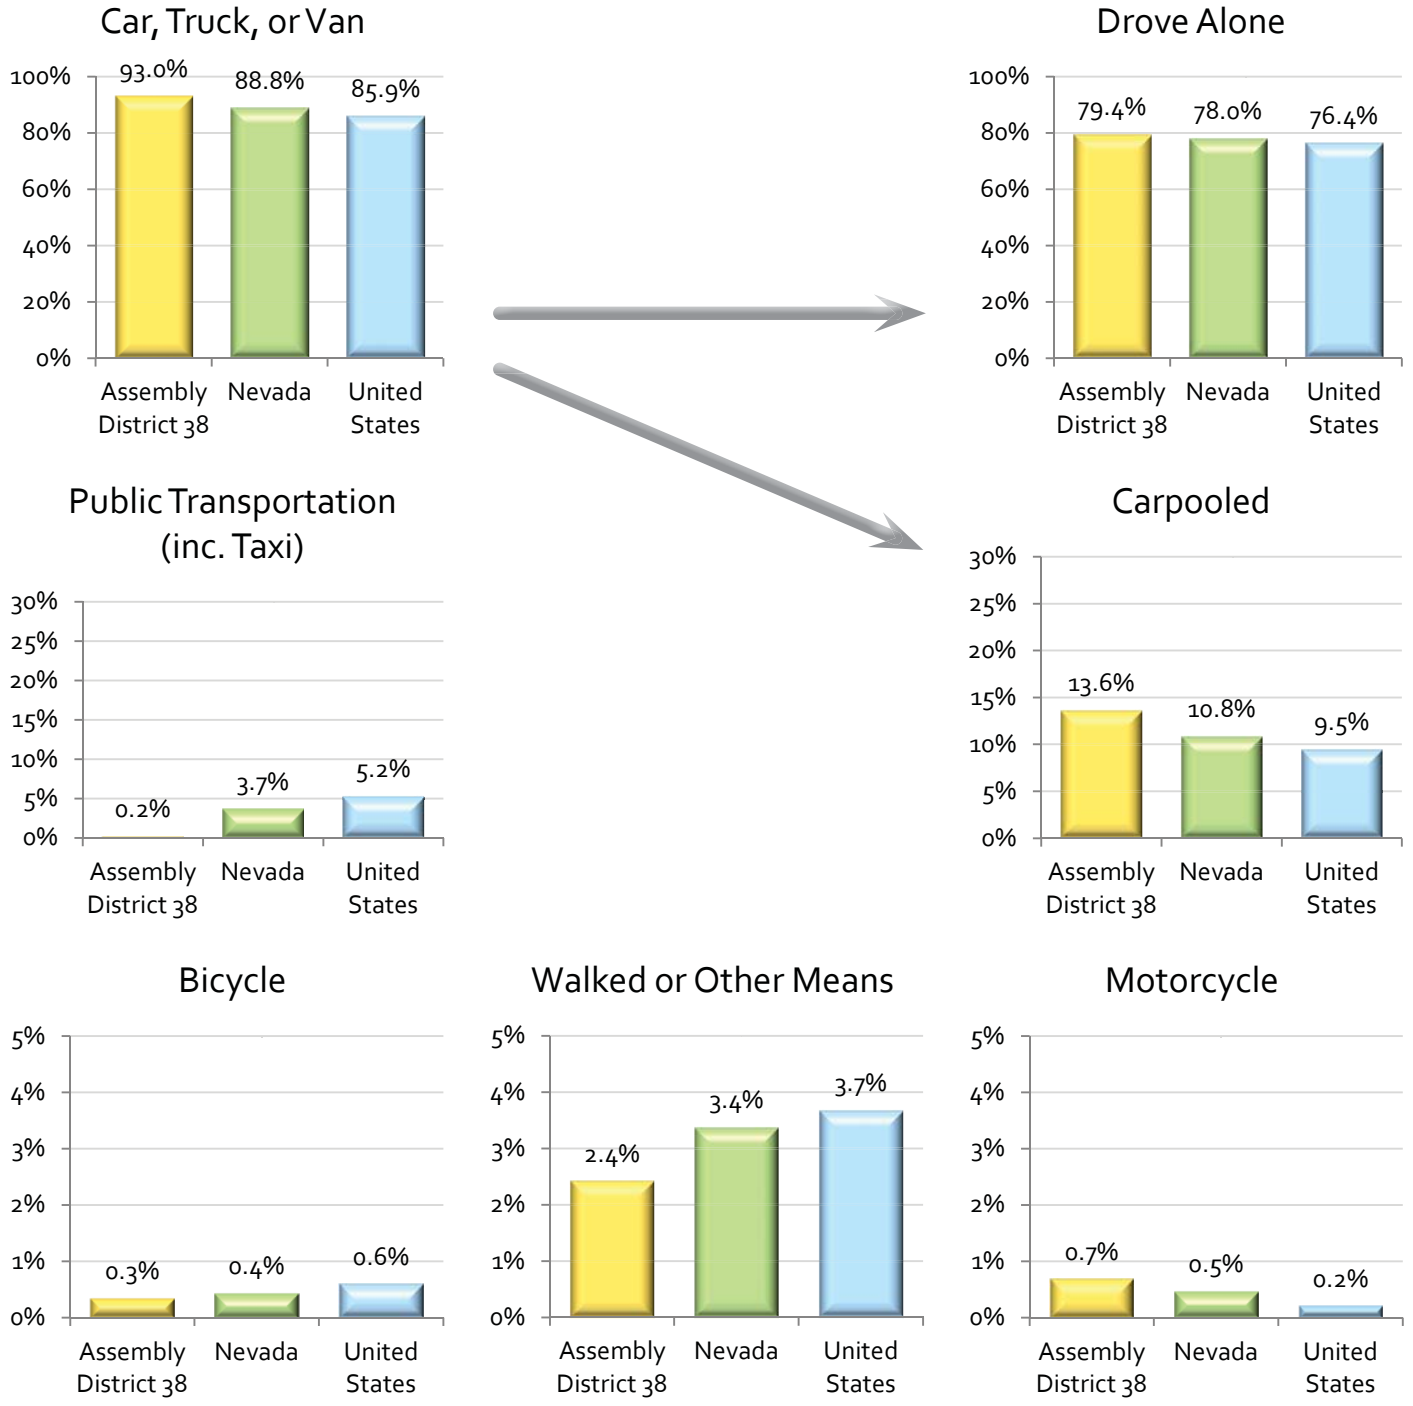 Car, Truck, or Van
100%
80%
60%
40%
20%
0%
93.0%
88.8%
85.9%
Assembly
District 38
Nevada
United
States
Drove Alone
100%
80%
60%
40%
20%
0%
79.4%
78.0%
76.4%
Assembly
District 38
Nevada
United
States
Public Transportation
(inc. Taxi)
30%
25%
20%
15%
10%
5%
0%
0.2%
3.7%
5.2%
Assembly
District 38
Nevada
United
States
Carpooled
30%
25%
20%
15%
10%
5%
0%
13.6%
10.8%
9.5%
Assembly
District 38
Nevada
United
States
Bicycle
5%
4%
3%
2%
1%
0%
0.3%
0.4%
0.6%
Assembly
District 38
Nevada
United
States
Walked or Other Means
5%
4%
3%
2%
1%
0%
2.4%
3.4%
3.7%
Assembly
District 38
Nevada
United
States
Motorcycle
5%
4%
3%
2%
1%
0%
0.7%
0.5%
0.2%
Assembly
District 38
Nevada
United
States